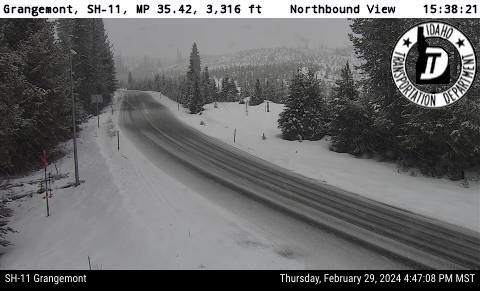 Grangemont, SH-11, MP 35.42, 3,316 ft Northbound View 15:38:21
IDAHO
TRANSPORTATION DEPARTMENT
SH-11 Grangemont Thursday, February 29, 2024 4:47:08 PM MST